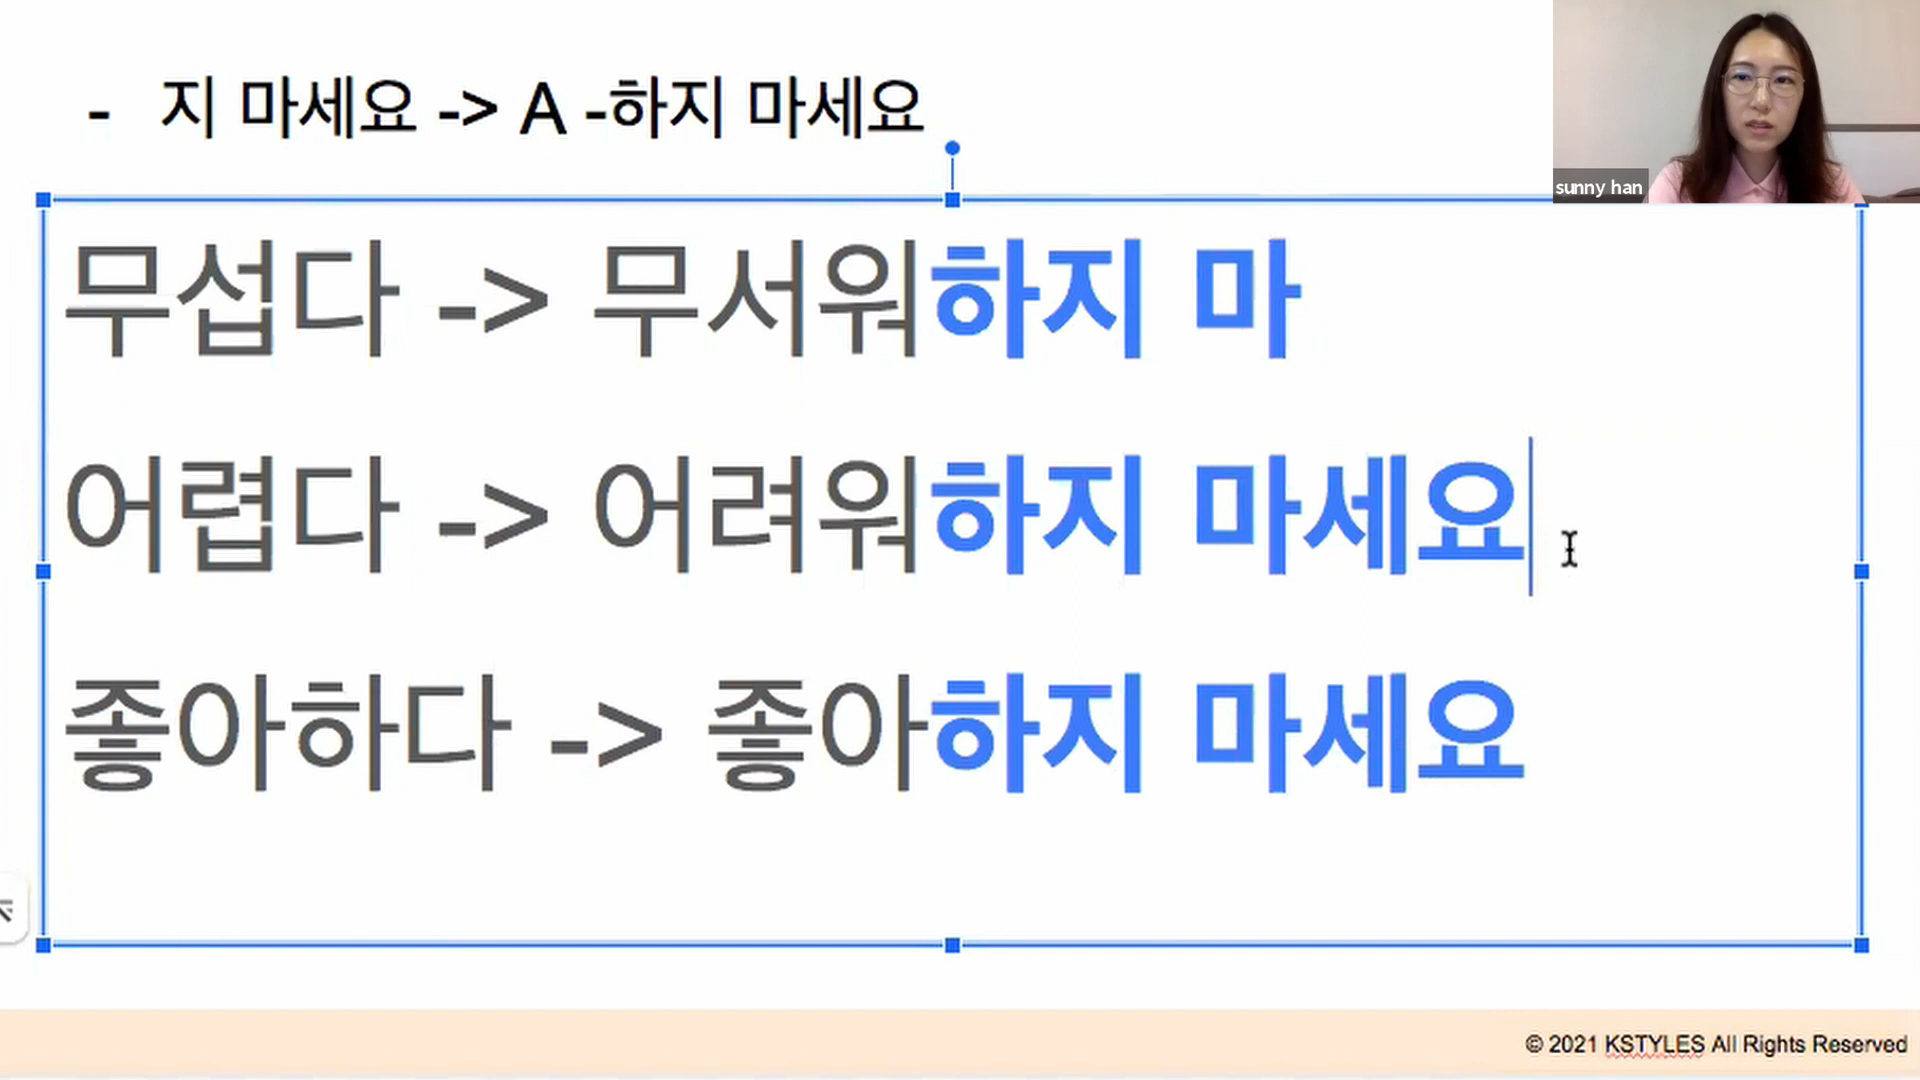 - 지 마세요 -> A -하지 마세요
sunny han
무섭다 -> 무서워하지 마
어렵다 -> 어려워하지 마세요
좋아하다 -> 좋아하지 마세요
© 2021 KSTYLES All Rights Reserved